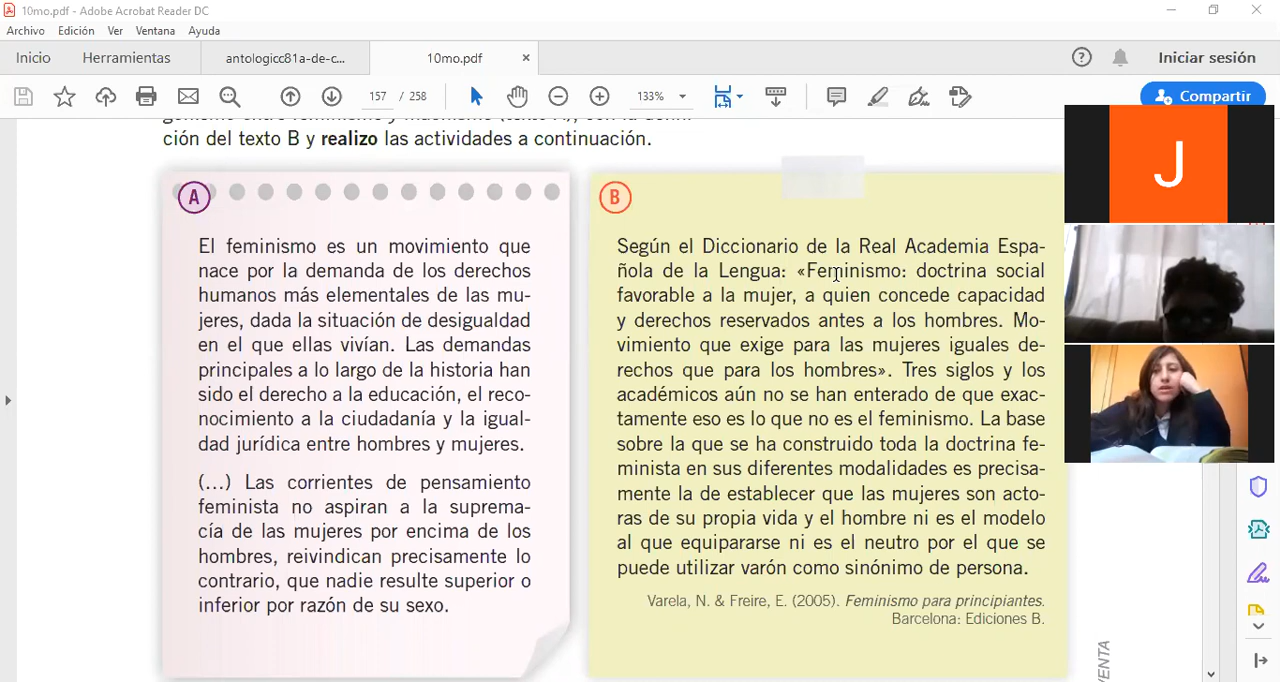 10mo.pdf - Adobe Acrobat Reader DC
Archivo Edición Ver Ventana Ayuda
Inicio Herramientas antologicc81a-de-c... 10mo.pdf × Iniciar sesión
157 / 258 133% Compartir
ción del texto B y realizo las actividades a continuación.
A
El feminismo es un movimiento que
nace por la demanda de los derechos
humanos más elementales de las mu-
jeres, dada la situación de desigualdad
en el que ellas vivían. Las demandas
principales a lo largo de la historia han
sido el derecho a la educación, el reco-
nocimiento a la ciudadanía y la igual-
dad jurídica entre hombres y mujeres.
(...) Las corrientes de pensamiento
feminista no aspiran a la suprema-
cía de las mujeres por encima de los
hombres, reivindican precisamente lo
contrario, que nadie resulte superior o
inferior por razón de su sexo.
B
Según el Diccionario de la Real Academia Espa-
ñola de la Lengua: «Feminismo: doctrina social
favorable a la mujer, a quien concede capacidad
y derechos reservados antes a los hombres. Mo-
vimiento que exige para las mujeres iguales de-
rechos que para los hombres». Tres siglos y los
académicos aún no se han enterado de que exac-
tamente eso es lo que no es el feminismo. La base
sobre la que se ha construido toda la doctrina fe-
minista en sus diferentes modalidades es precisa-
mente la de establecer que las mujeres son acto-
ras de su propia vida y el hombre ni es el modelo
al que equipararse ni es el neutro por el que se
puede utilizar varón como sinónimo de persona.
Varela, N. & Freire, E. (2005). Feminismo para principiantes.
Barcelona: Ediciones B.
J
VENTA